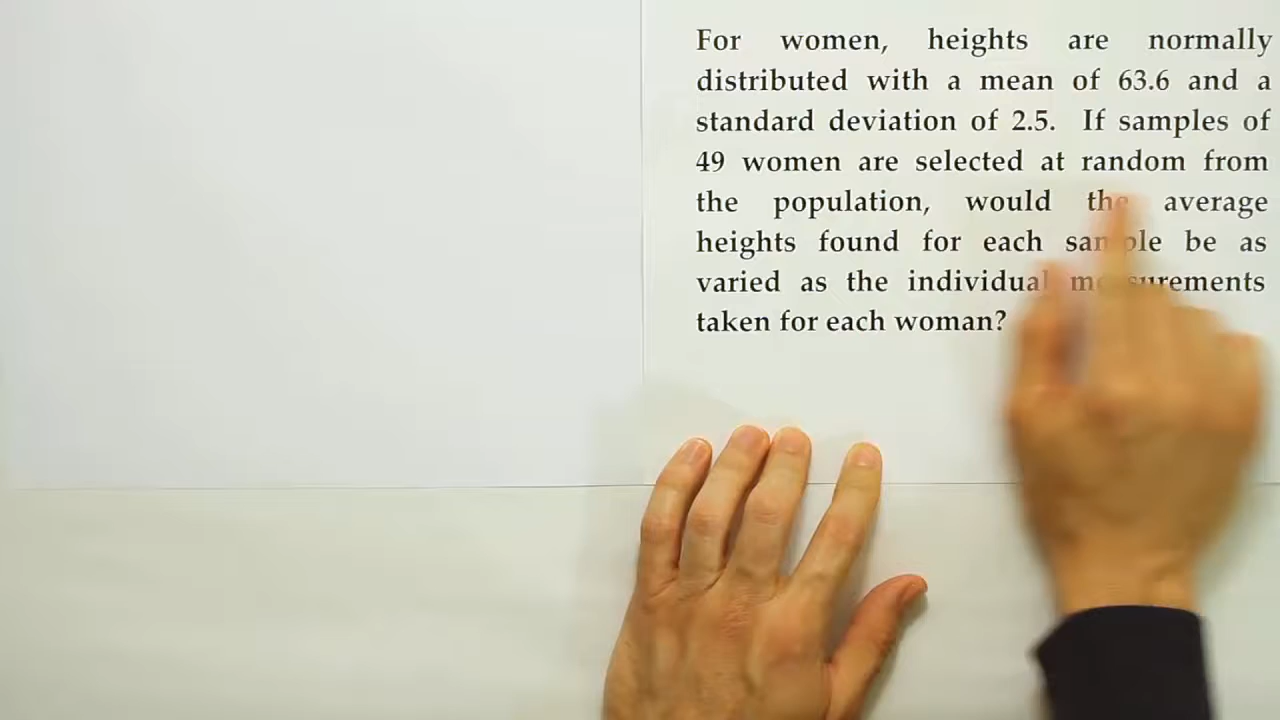 For women, heights are normally
distributed with a mean of 63.6 and a
standard deviation of 2.5. If samples of
49 women are selected at random from
the population, would the average
heights found for each sample be as
varied as the individual measurements
taken for each woman?